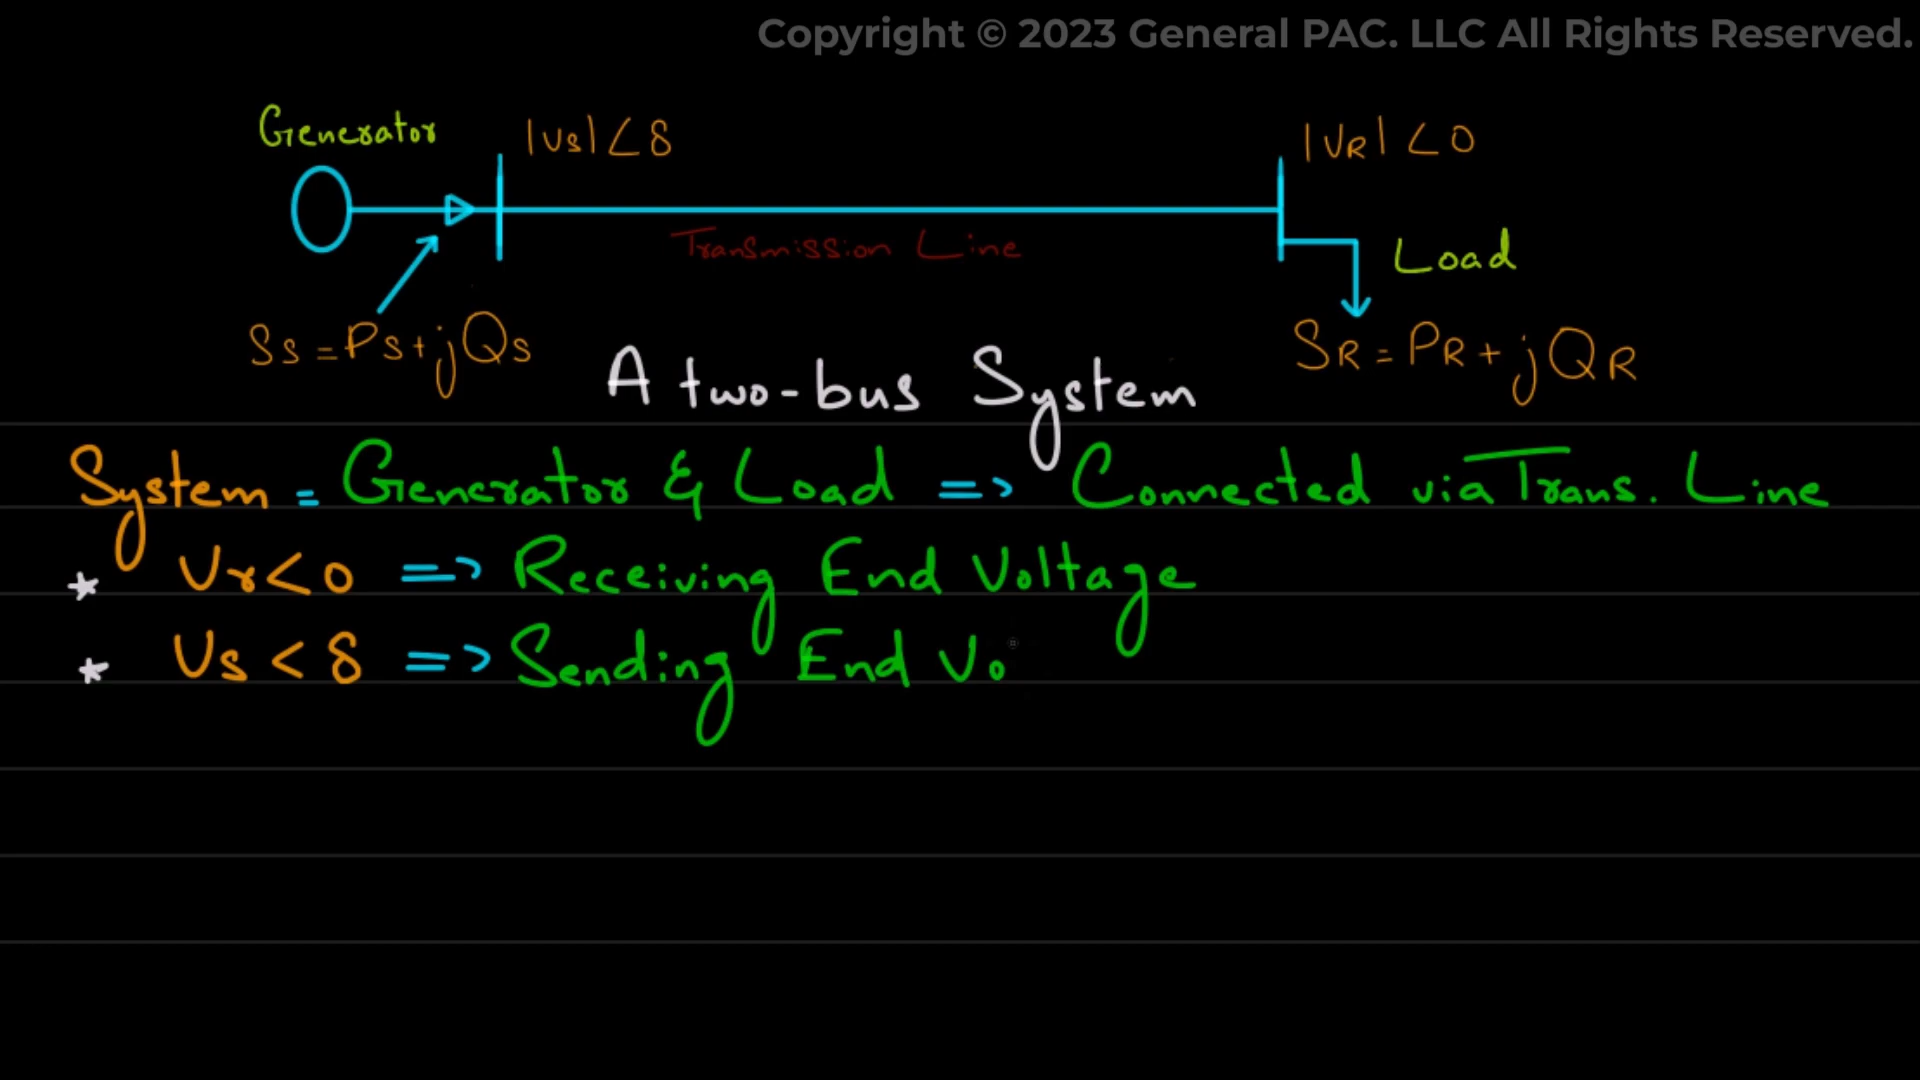 Copyright © 2023 General PAC. LLC All Rights Reserved.
Generator
|Vs|∠δ
|VR|∠0
Transmission Line
Load
Ss=Ps+jQs
SR=PR+jQR
A two-bus System
System = Generator & Load => Connected via Trans. Line
* Vr<0 => Receiving End Voltage
* Vs<δ => Sending End Vo